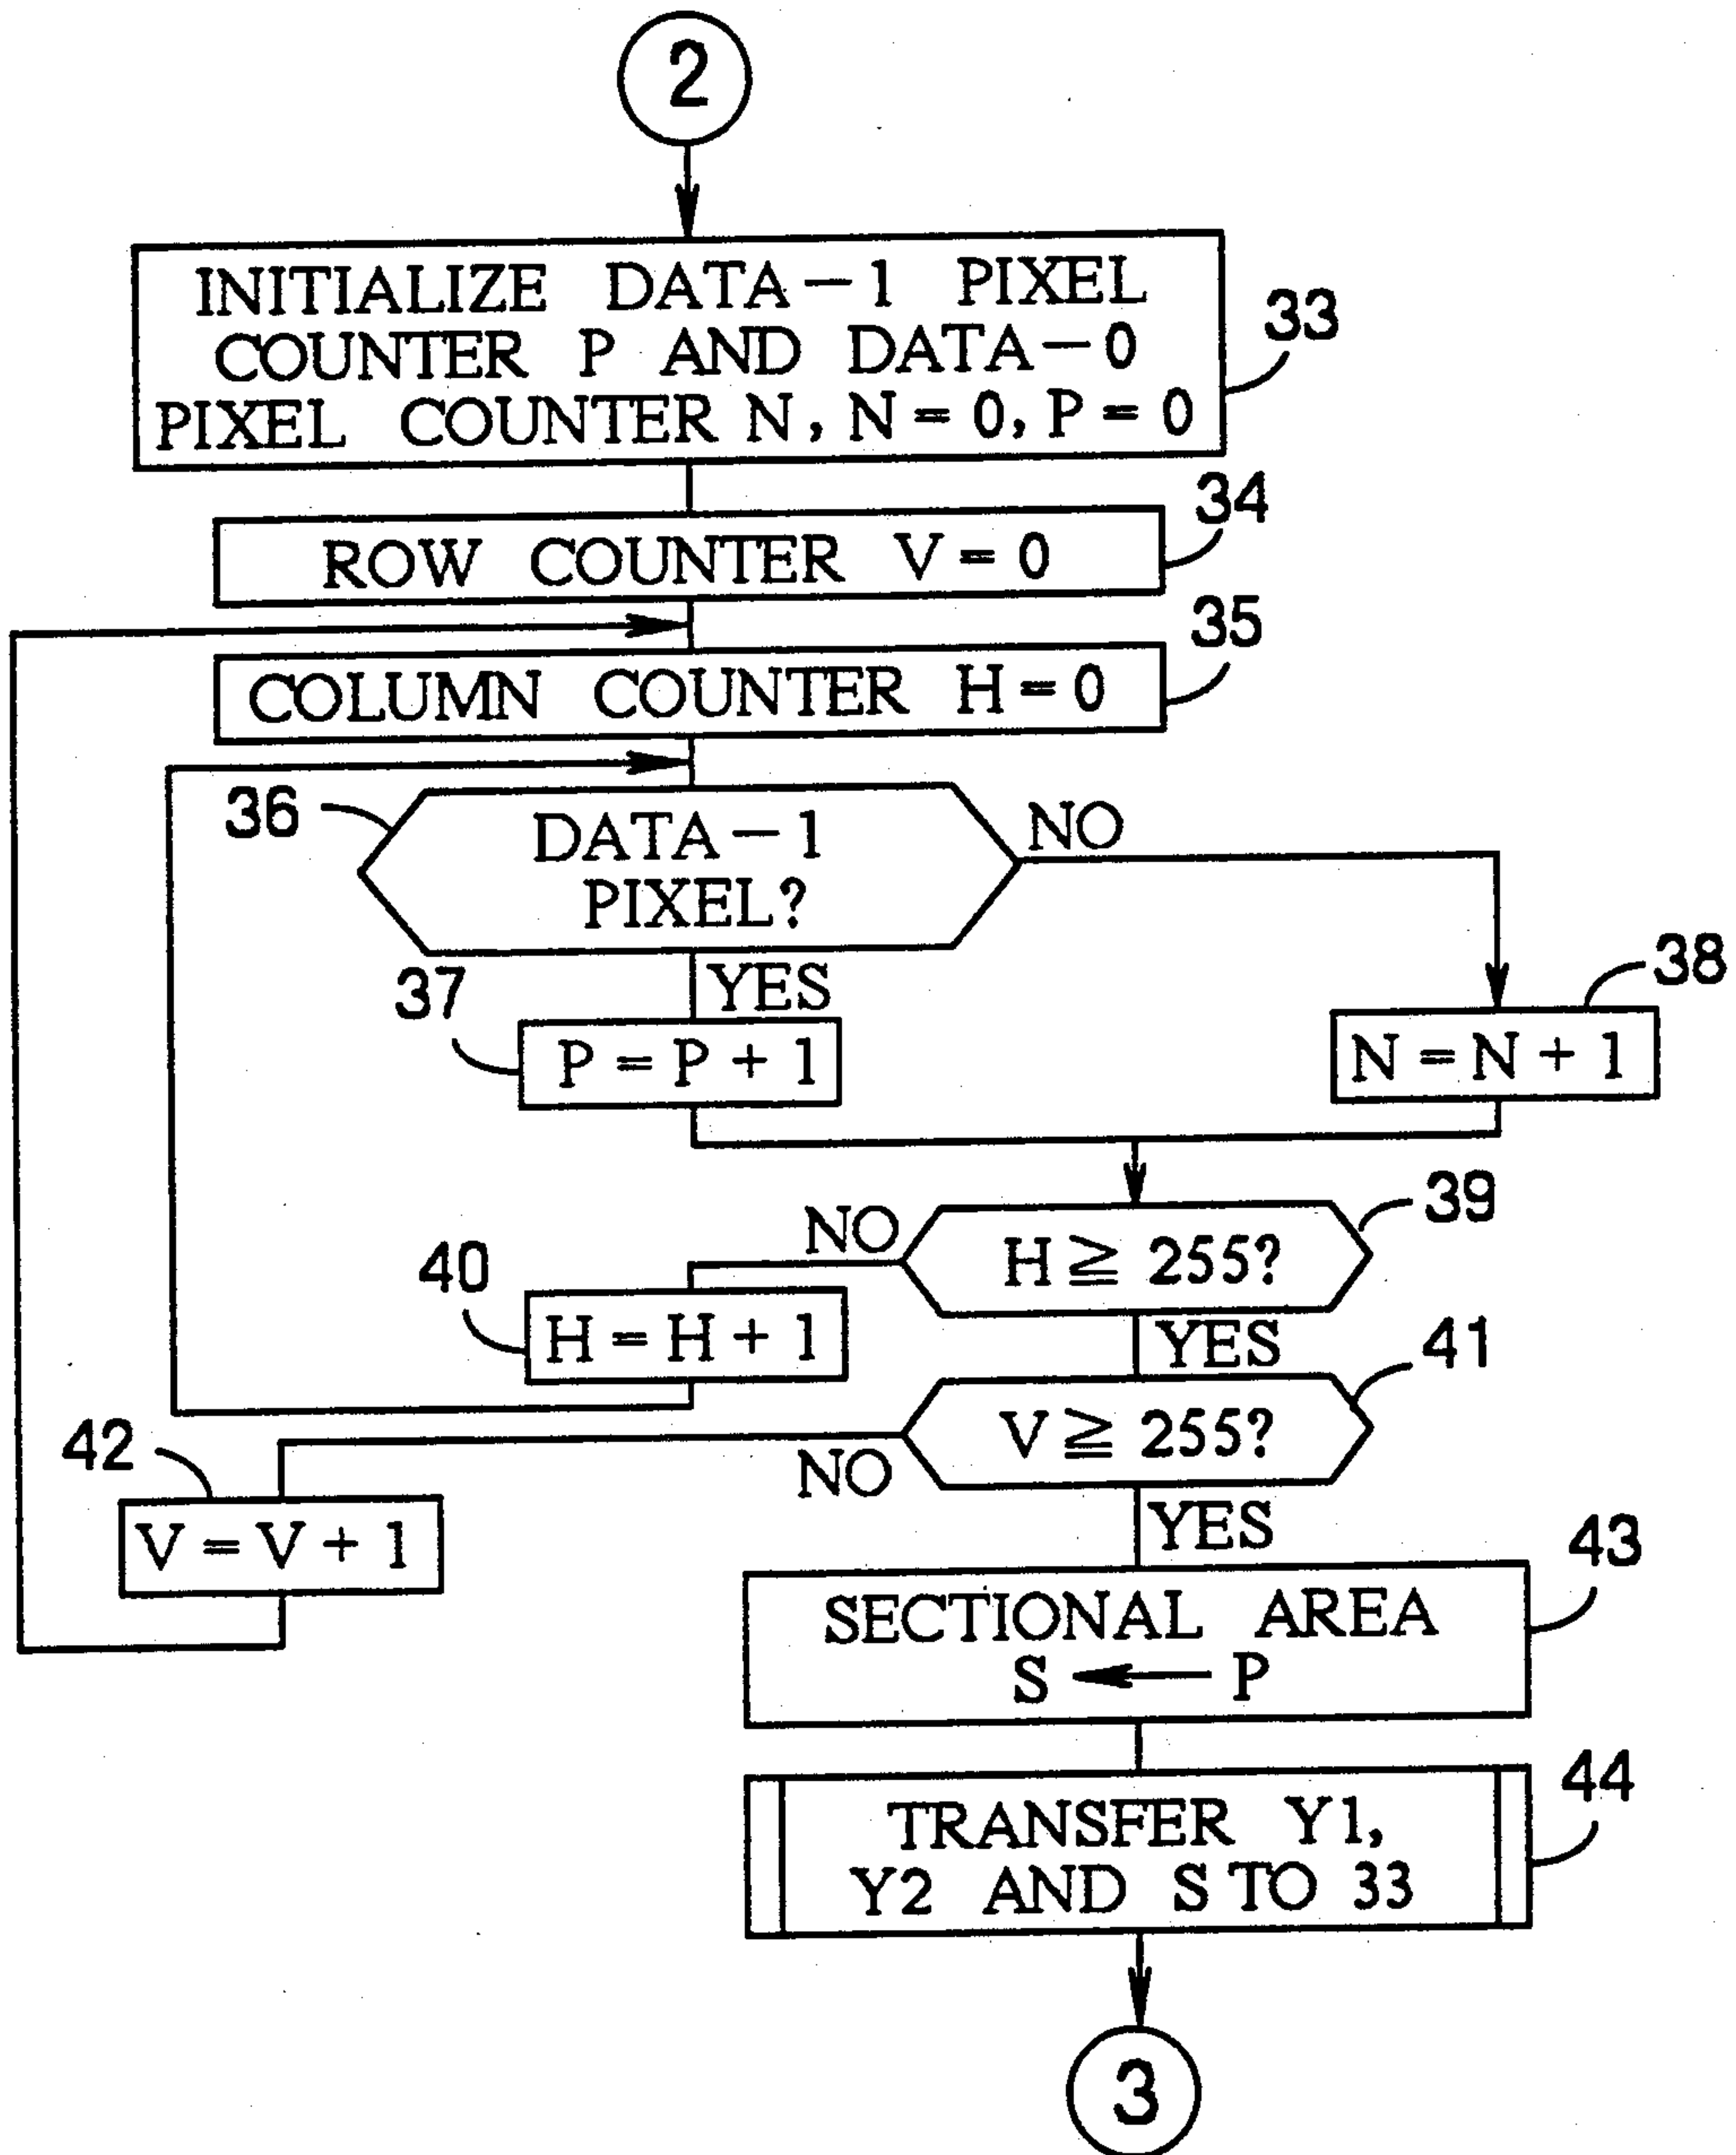 2
INITIALIZE DATA-1 PIXEL
COUNTER P AND DATA-0
PIXEL COUNTER N, N=0, P=0
33
ROW COUNTER V=0
34
COLUMN COUNTER H=0
35
36
DATA-1
PIXEL?
NO
YES
37
P=P+1
38
N=N+1
39
H≧255?
NO
40
H=H+1
YES
41
V≧255?
NO
42
V=V+1
YES
43
SECTIONAL AREA
S ← P
44
TRANSFER Y1,
Y2 AND S TO 33
3